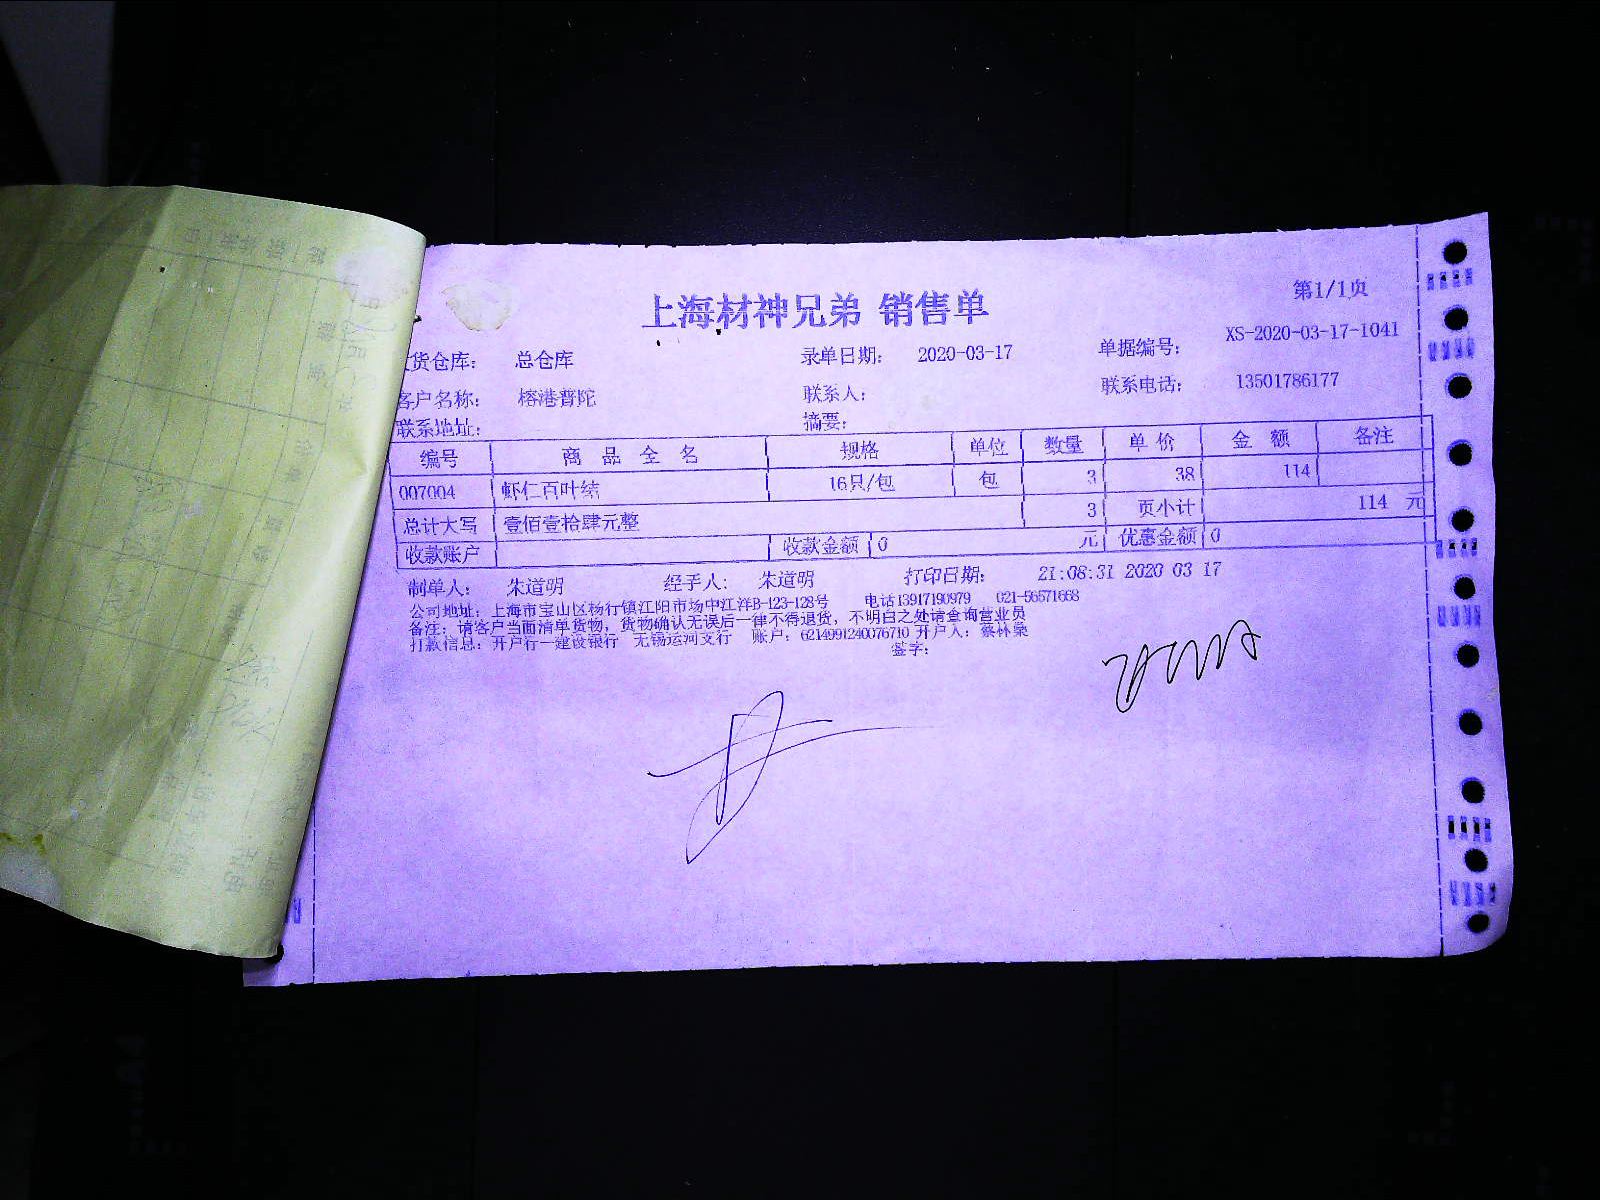 第1/1页
上海材神兄弟 销售单
货仓库: 总仓库 录单日期: 2020-03-17 单据编号: XS-2020-03-17-1041
客户名称: 榕港普陀 联系人: 联系电话: 13501786177
联系地址: 摘要:
编号 商 品 全 名 规格 单位 数量 单 价 金 额 备注
007004 虾仁百叶结 16只/包 包 3 38 114
总计大写 壹佰壹拾肆元整 3 页小计 114 元
收款账户 收款金额 0 元 优惠金额 0
制单人: 朱道明 经手人: 朱道明 打印日期: 21:08:31 2020 03 17
公司地址: 上海市宝山区杨行镇江阳市场中江洋B-123-128号 电话13917190979 021-56571668
备注: 请客户当面清单货物, 货物确认无误后一律不得退货, 不明白之处请查询营业员
打款信息: 开户行—建设银行 无锡运河支行 账户: 6214991240076710 开户人: 蔡林燊
签字: